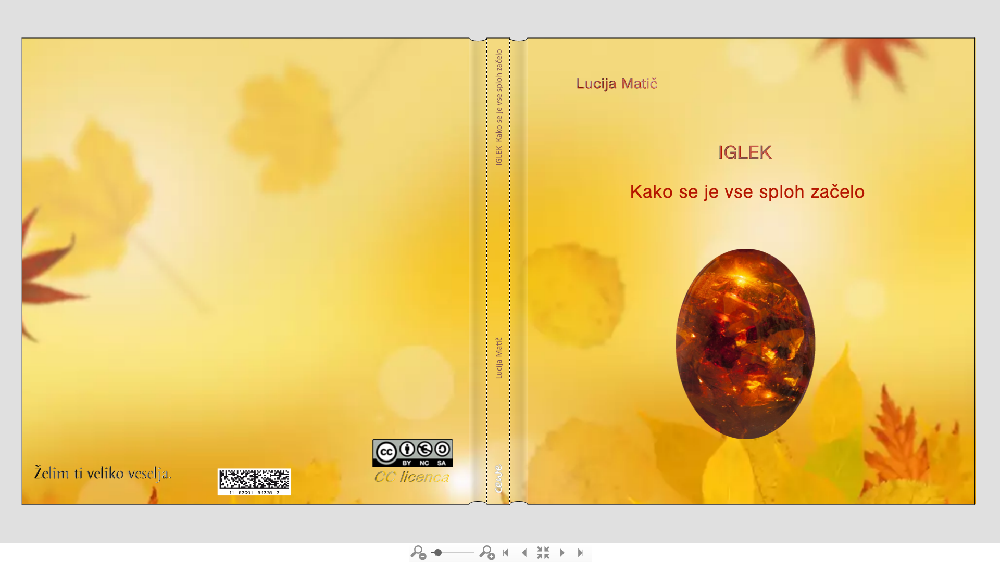 Lucija Matič
IGLEK
Kako se je vse sploh začelo
IGLEK Kako se je vse sploh začelo
Lucija Matič
cewe
Želim ti veliko veselja.
11 52001 54225 2
CC BY NC SA
CC licenca